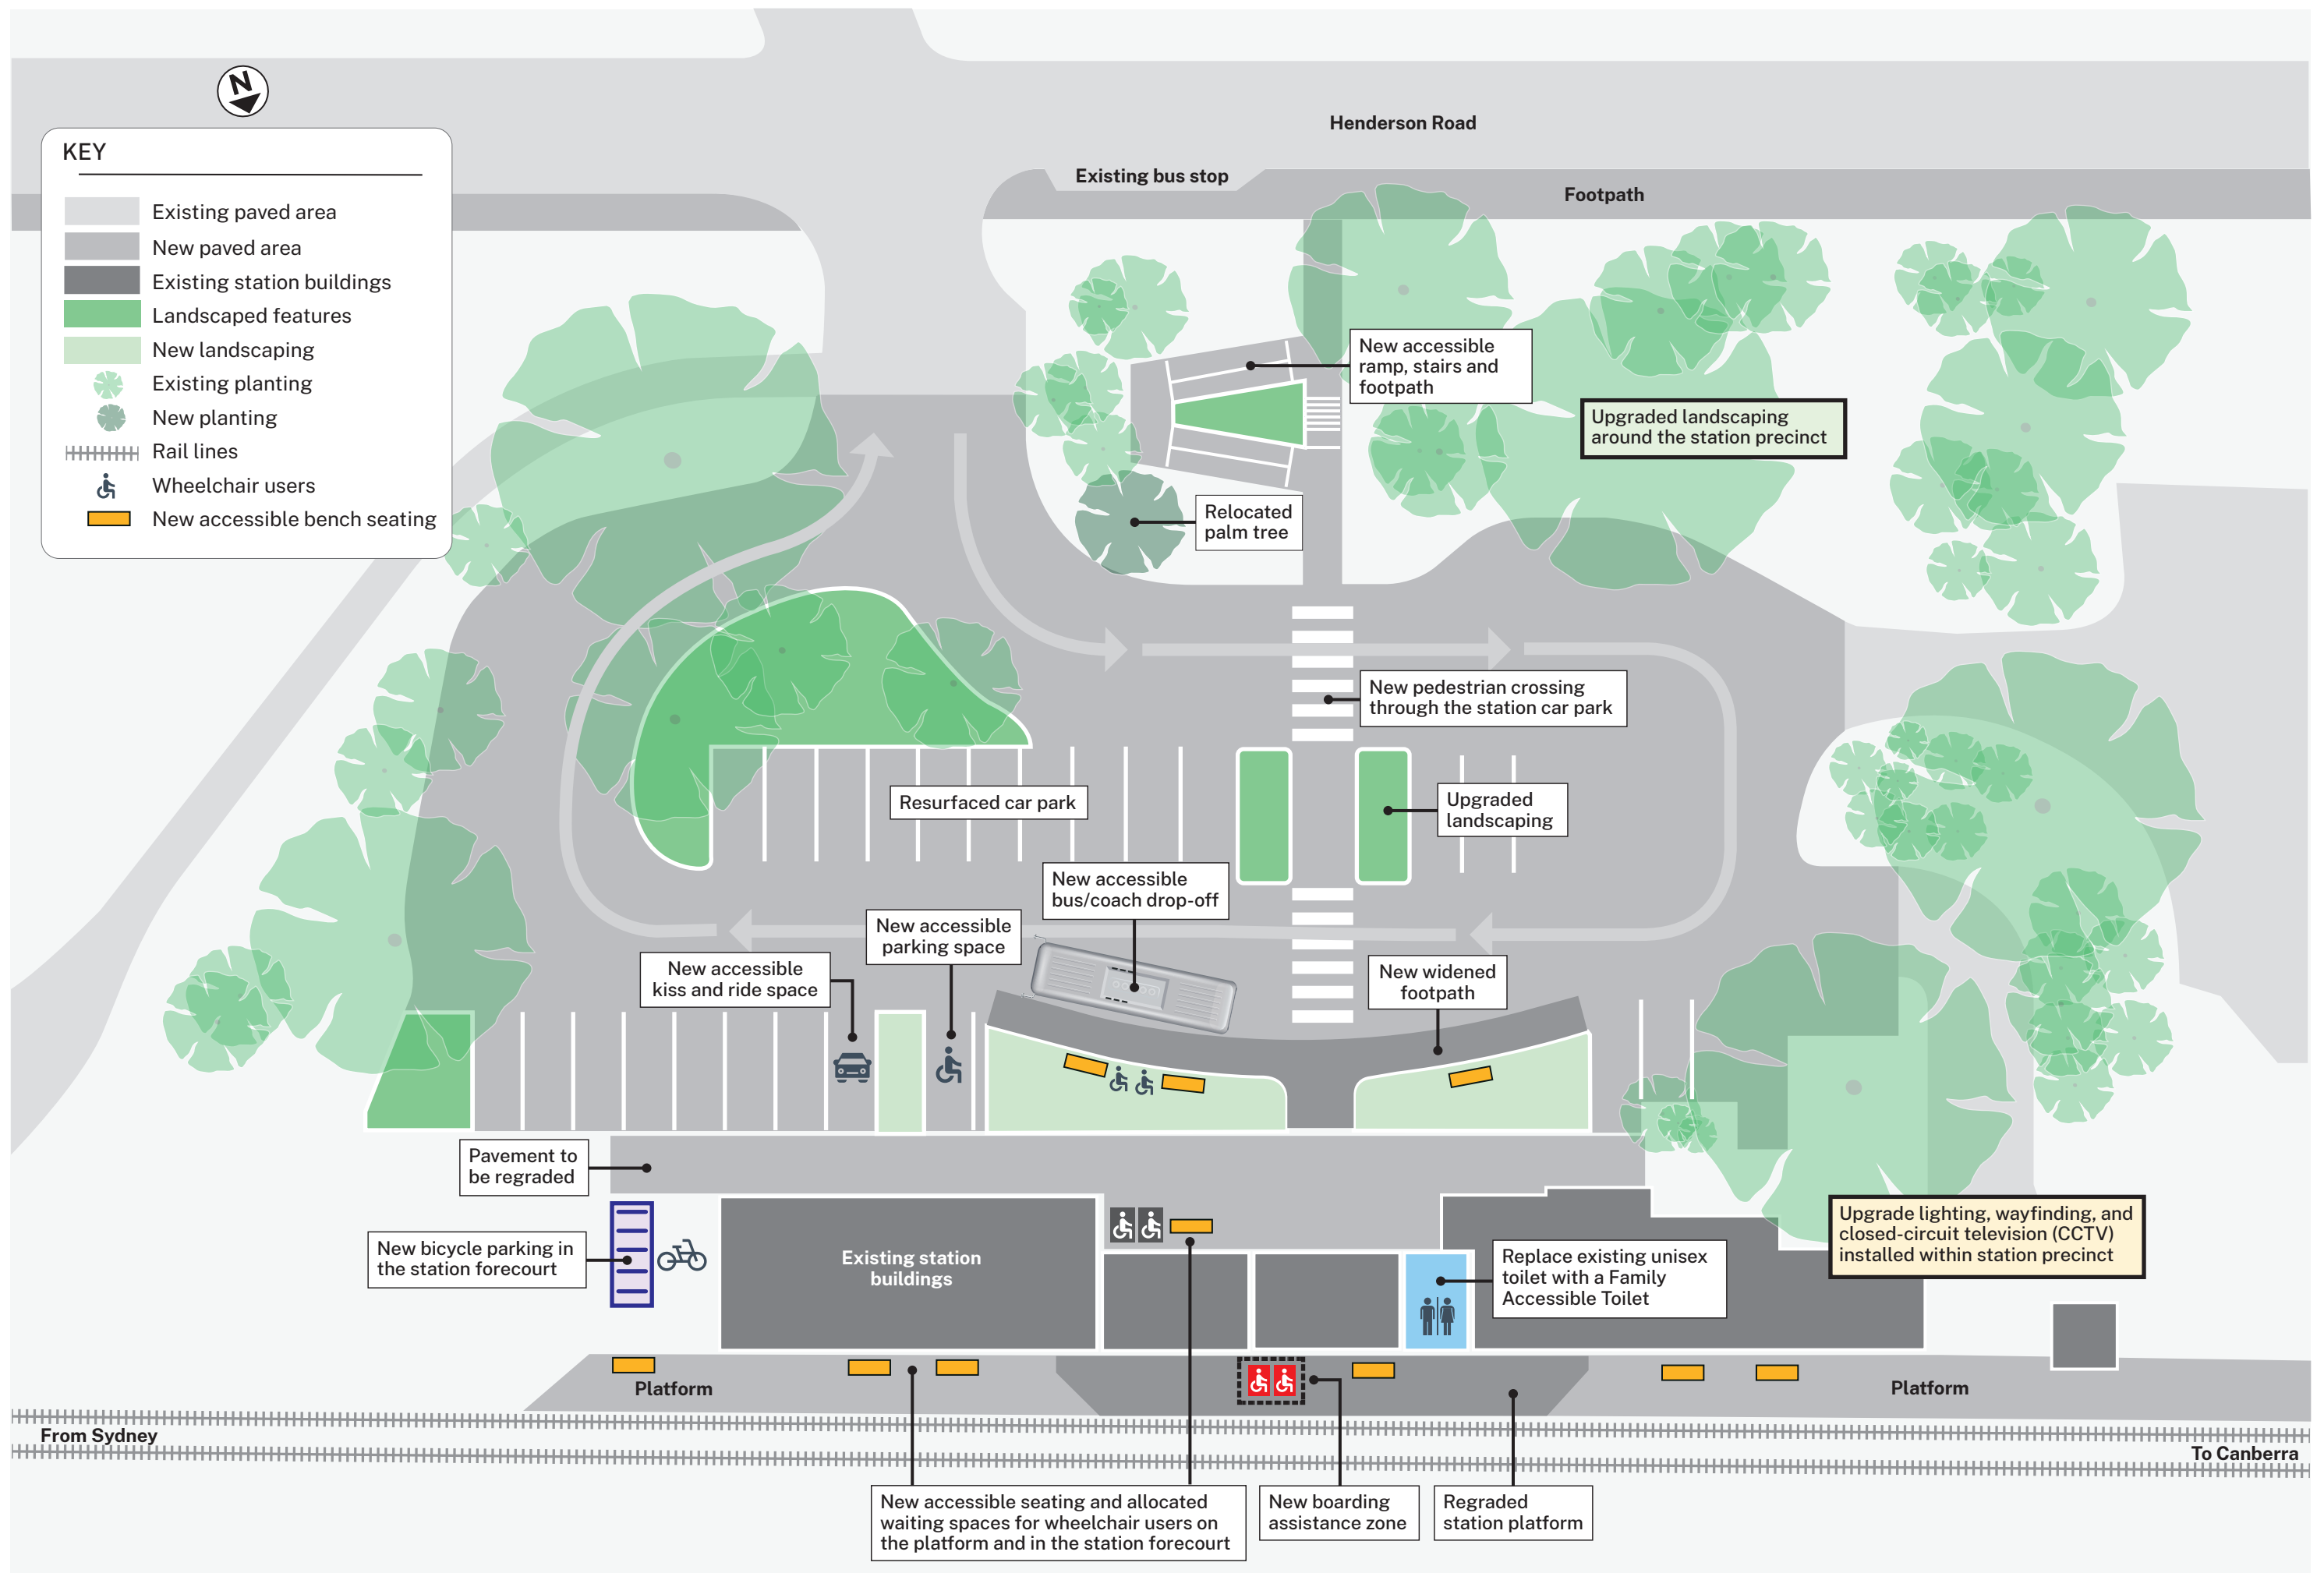 N
KEY
Existing paved area
New paved area
Existing station buildings
Landscaped features
New landscaping
Existing planting
New planting
Rail lines
Wheelchair users
New accessible bench seating
Henderson Road
Existing bus stop
Footpath
New accessible
ramp, stairs and
footpath
Upgraded landscaping
around the station precinct
Relocated
palm tree
New pedestrian crossing
through the station car park
Resurfaced car park
Upgraded
landscaping
New accessible
bus/coach drop-off
New accessible
parking space
New accessible
kiss and ride space
New widened
footpath
Pavement to
be regraded
New bicycle parking in
the station forecourt
Existing station
buildings
Replace existing unisex
toilet with a Family
Accessible Toilet
Upgrade lighting, wayfinding, and
closed-circuit television (CCTV)
installed within station precinct
Platform
Platform
From Sydney
To Canberra
New accessible seating and allocated
waiting spaces for wheelchair users on
the platform and in the station forecourt
New boarding
assistance zone
Regraded
station platform